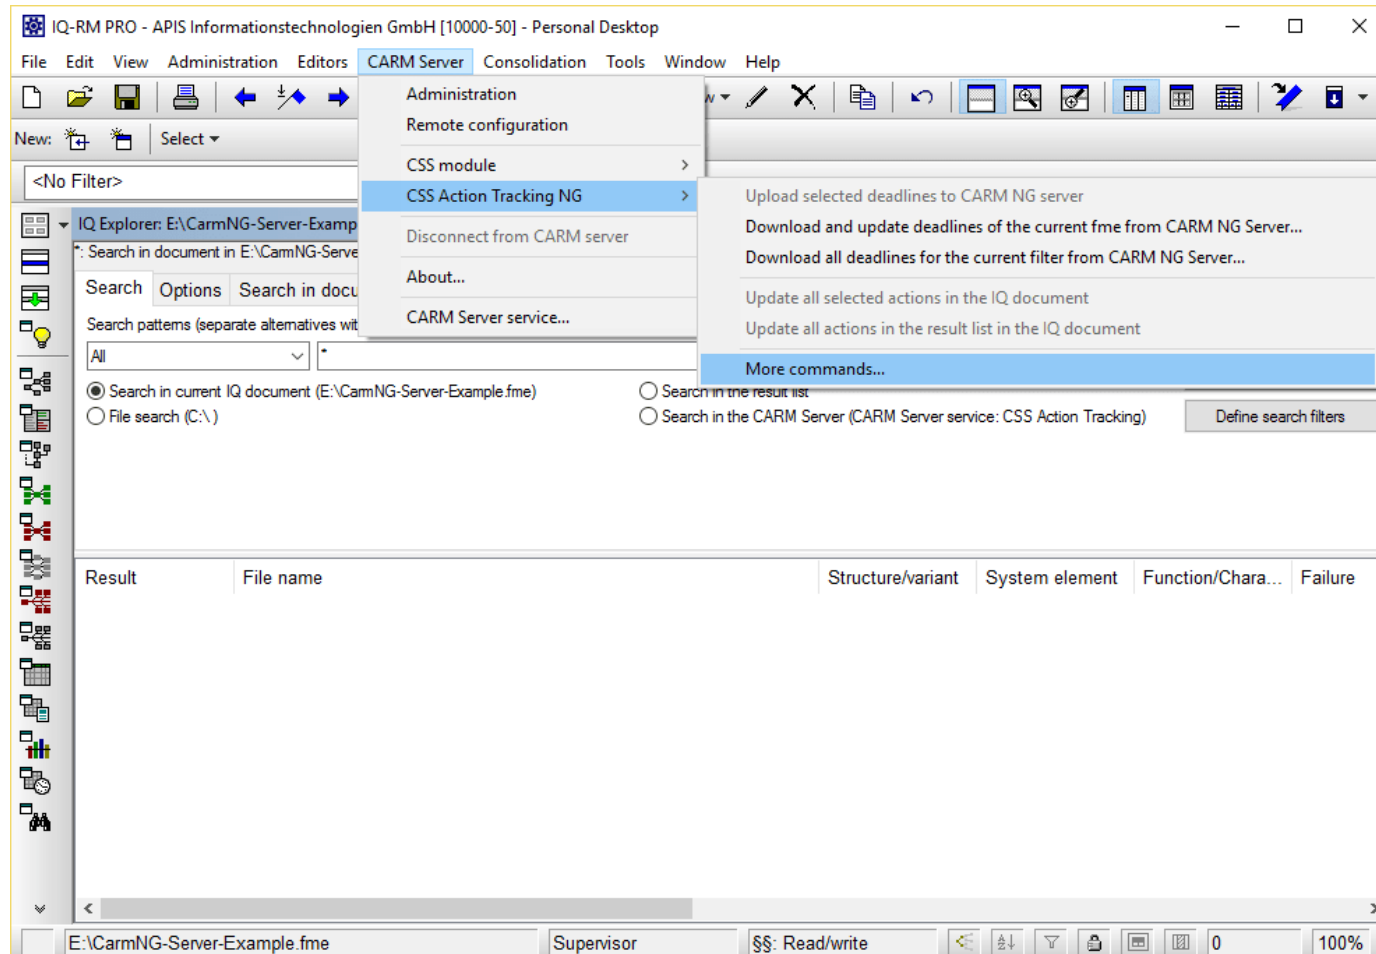 IQ-RM PRO - APIS Informationstechnologien GmbH [10000-50] - Personal Desktop
File Edit View Administration Editors CARM Server Consolidation Tools Window Help
Administration
Remote configuration
New: Select
CSS module
<No Filter>
CSS Action Tracking NG
Upload selected deadlines to CARM NG server
IQ Explorer: E:\CarmNG-Server-Examp
Download and update deadlines of the current fme from CARM NG Server...
Disconnect from CARM server
*: Search in document in E:\CarmNG-Serve
Download all deadlines for the current filter from CARM NG Server...
About...
Search Options Search in docu
Update all selected actions in the IQ document
CARM Server service...
Search patterns (separate alternatives wit
Update all actions in the result list in the IQ document
All *
More commands...
Search in current IQ document (E:\CarmNG-Server-Example.fme) Search in the result list
File search (C:\ ) Search in the CARM Server (CARM Server service: CSS Action Tracking) Define search filters
Result File name Structure/variant System element Function/Chara... Failure
E:\CarmNG-Server-Example.fme Supervisor §§: Read/write 0 100%